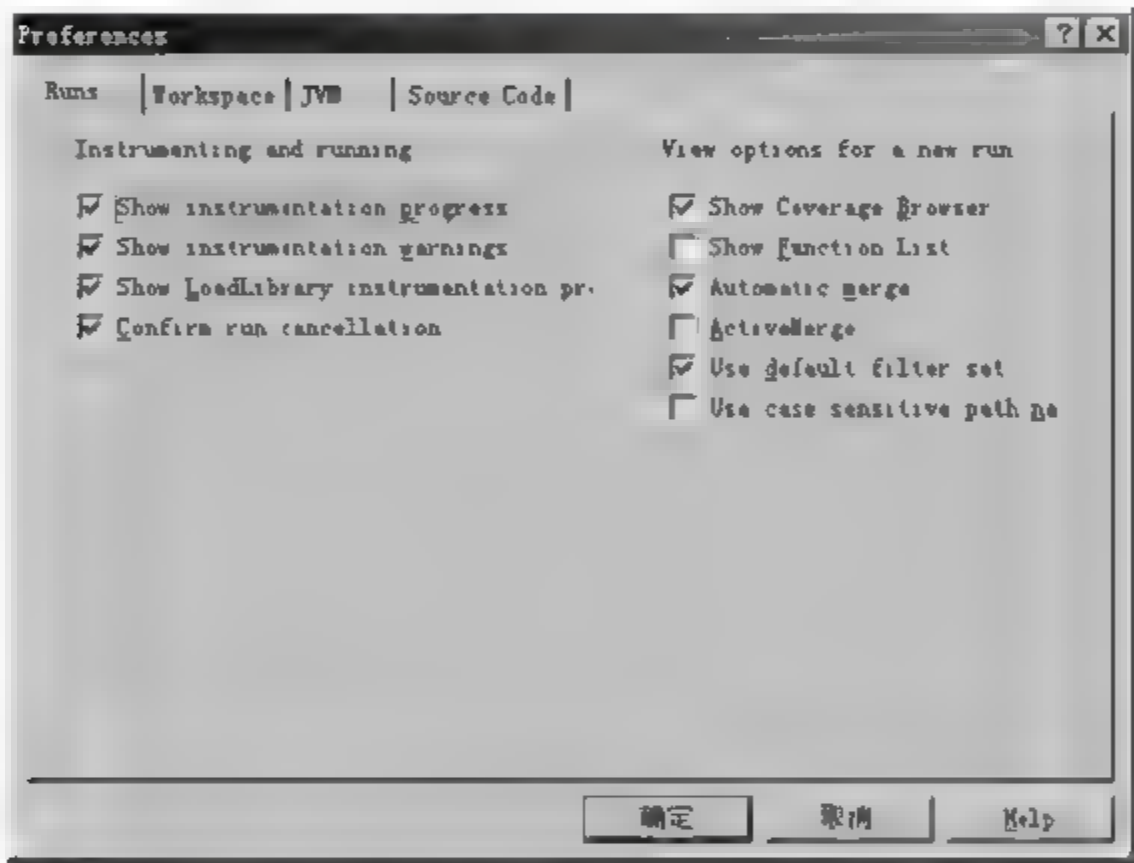 Preferences
Runs Workspace JVM Source Code
Instrumenting and running
Show instrumentation progress
Show instrumentation warnings
Show LoadLibrary instrumentation pr
Confirm run cancellation
View options for a new run
Show Coverage Browser
Show Function List
Automatic merge
ActiveMerge
Use default filter set
Use case sensitive path na
确定 取消 Help